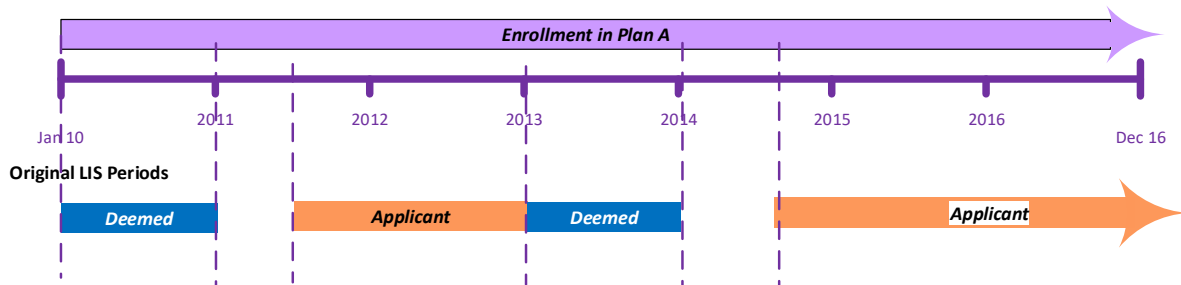 Enrollment in Plan A
2011 2012 2013 2014 2015 2016
Jan 10 Dec 16
Original LIS Periods
Deemed Applicant Deemed Applicant